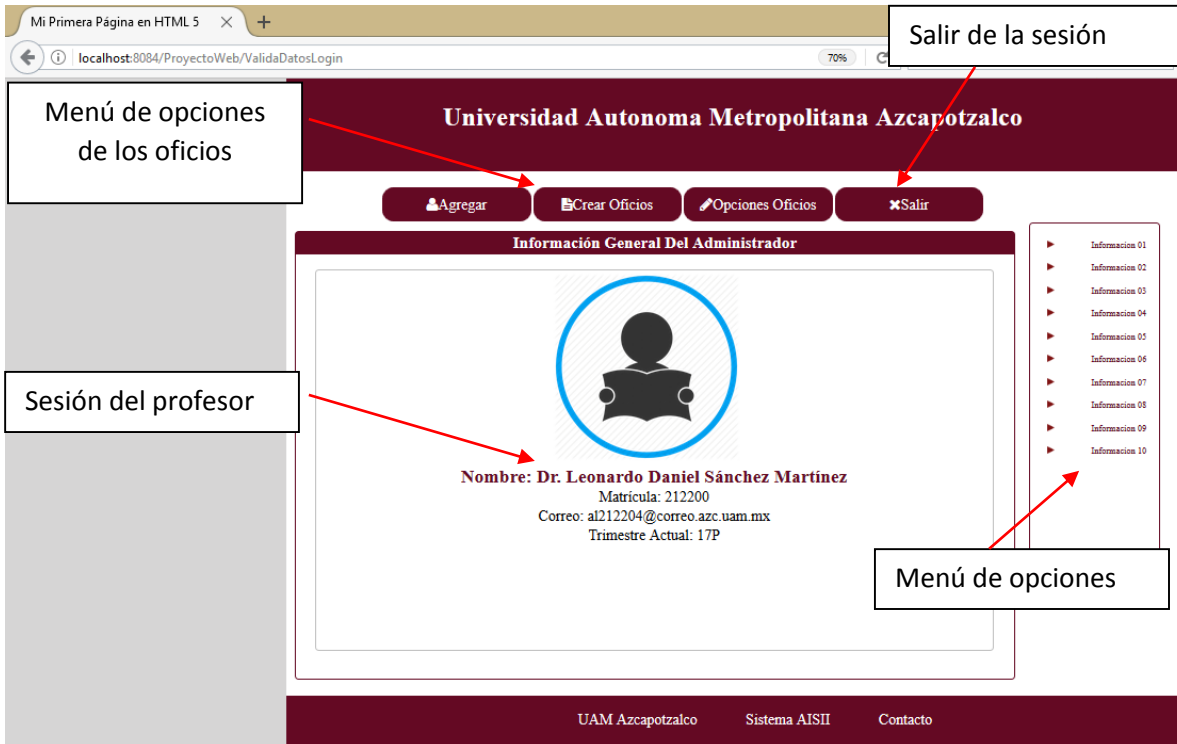 Mi Primera Página en HTML 5
localhost:8084/ProyectoWeb/ValidaDatosLogin
70%
Salir de la sesión
Menú de opciones
de los oficios
Universidad Autonoma Metropolitana Azcapotzalco
Agregar
Crear Oficios
Opciones Oficios
Salir
Información General Del Administrador
Informacion 01
Informacion 02
Informacion 03
Informacion 04
Informacion 05
Informacion 06
Informacion 07
Informacion 08
Informacion 09
Informacion 10
Sesión del profesor
Nombre: Dr. Leonardo Daniel Sánchez Martínez
Matrícula: 212200
Correo: al212204@correo.azc.uam.mx
Trimestre Actual: 17P
Menú de opciones
UAM Azcapotzalco
Sistema AISII
Contacto